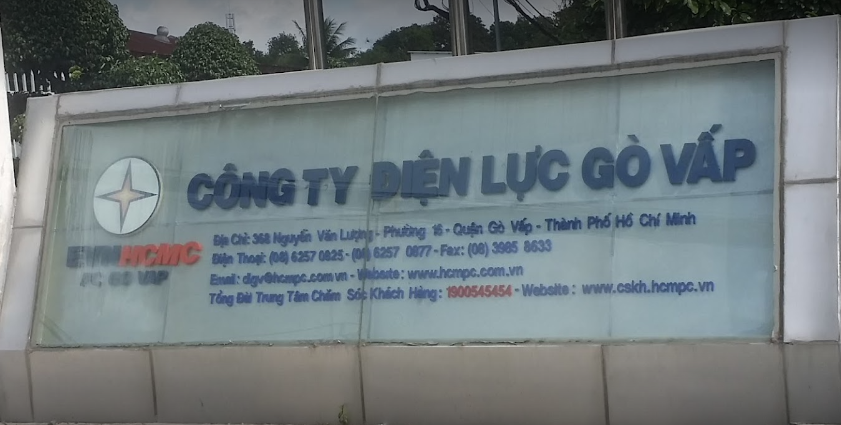 CÔNG TY ĐIỆN LỰC GÒ VẤP
EVNHCMC
PC GO VAP
Địa Chỉ: 368 Nguyễn Văn Lượng - Phường 16 - Quận Gò Vấp - Thành Phố Hồ Chí Minh
Điện Thoại: (08) 6257 0825 - (08) 6257 0877 - Fax: (08) 3985 8633
Email: dlgv@hcmpc.com.vn - Website: www.hcmpc.com.vn
Tổng Đài Trung Tâm Chăm Sóc Khách Hàng: 1900545454 - Website: www.cskh.hcmpc.vn